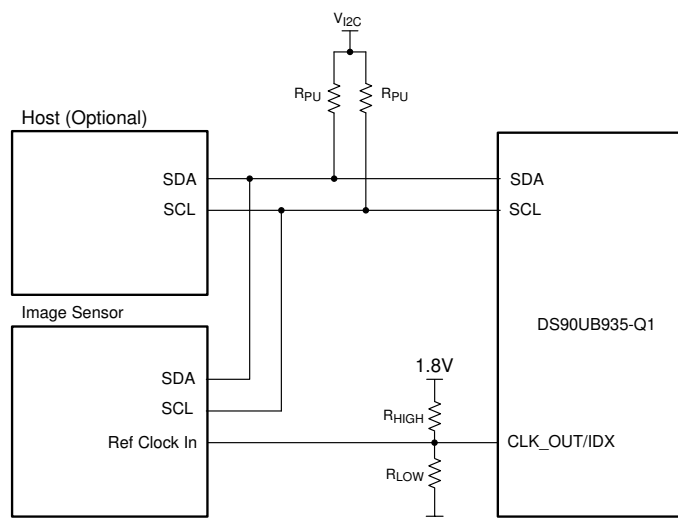 V_I2C
R_PU
R_PU
Host (Optional)
SDA
SCL
SDA
SCL
Image Sensor
DS90UB935-Q1
SDA
SCL
Ref Clock In
1.8V
R_HIGH
R_LOW
CLK_OUT/IDX